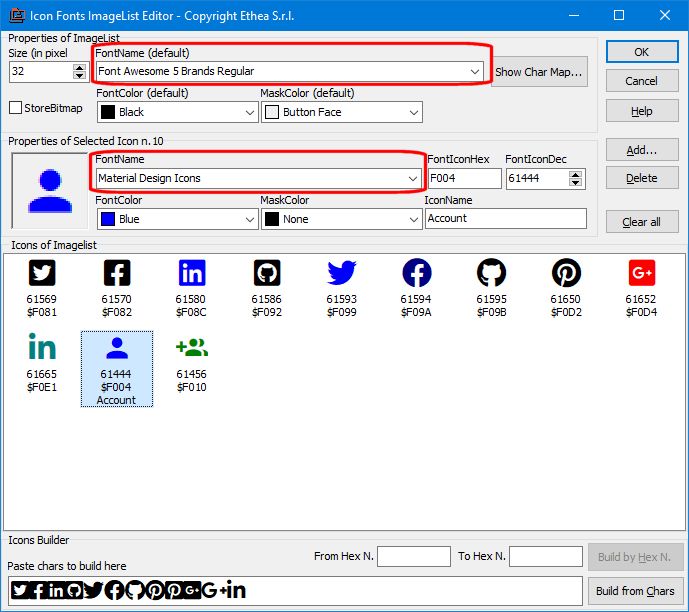 Icon Fonts ImageList Editor - Copyright Ethea S.r.l.
Properties of ImageList
Size (in pixel
FontName (default)
32
Font Awesome 5 Brands Regular
Show Char Map...
OK
Cancel
Help
StoreBitmap
FontColor (default)
MaskColor (default)
Black
Button Face
Properties of Selected Icon n.10
FontName
FontIconHex
FontIconDec
Material Design Icons
F004
61444
FontColor
MaskColor
IconName
Blue
None
Account
Add...
Delete
Clear all
Icons of Imagelist
61569 61570 61580 61586 61593 61594 61595 61650 61652
$F081 $F082 $F08C $F092 $F099 $F09A $F09B $F0D2 $F0D4
61665 61444 61456
$F0E1 $F004 $F010
Account
Icons Builder
Paste chars to build here
From Hex N.
To Hex N.
Build by Hex N.
Build from Chars